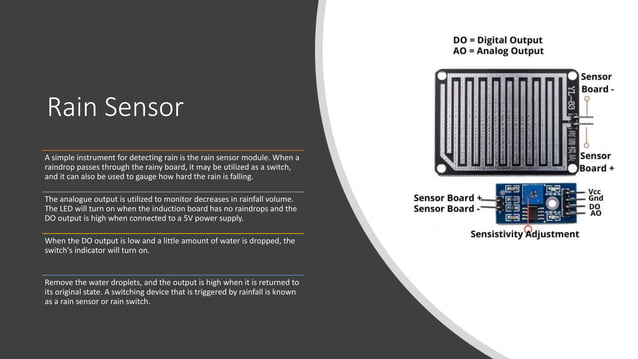 Rain Sensor
A simple instrument for detecting rain is the rain sensor module. When a
raindrop passes through the rainy board, it may be utilized as a switch,
and it can also be used to gauge how hard the rain is falling.
The analogue output is utilized to monitor decreases in rainfall volume.
The LED will turn on when the induction board has no raindrops and the
DO output is high when connected to a 5V power supply.
When the DO output is low and a little amount of water is dropped, the
switch's indicator will turn on.
Remove the water droplets, and the output is high when it is returned to
its original state. A switching device that is triggered by rainfall is known
as a rain sensor or rain switch.
DO = Digital Output
AO = Analog Output
Sensor
Board -
YL-83
Sensor
Board +
Sensor Board +
Sensor Board -
Vcc
Gnd
DO
AO
Sensistivity Adjustment